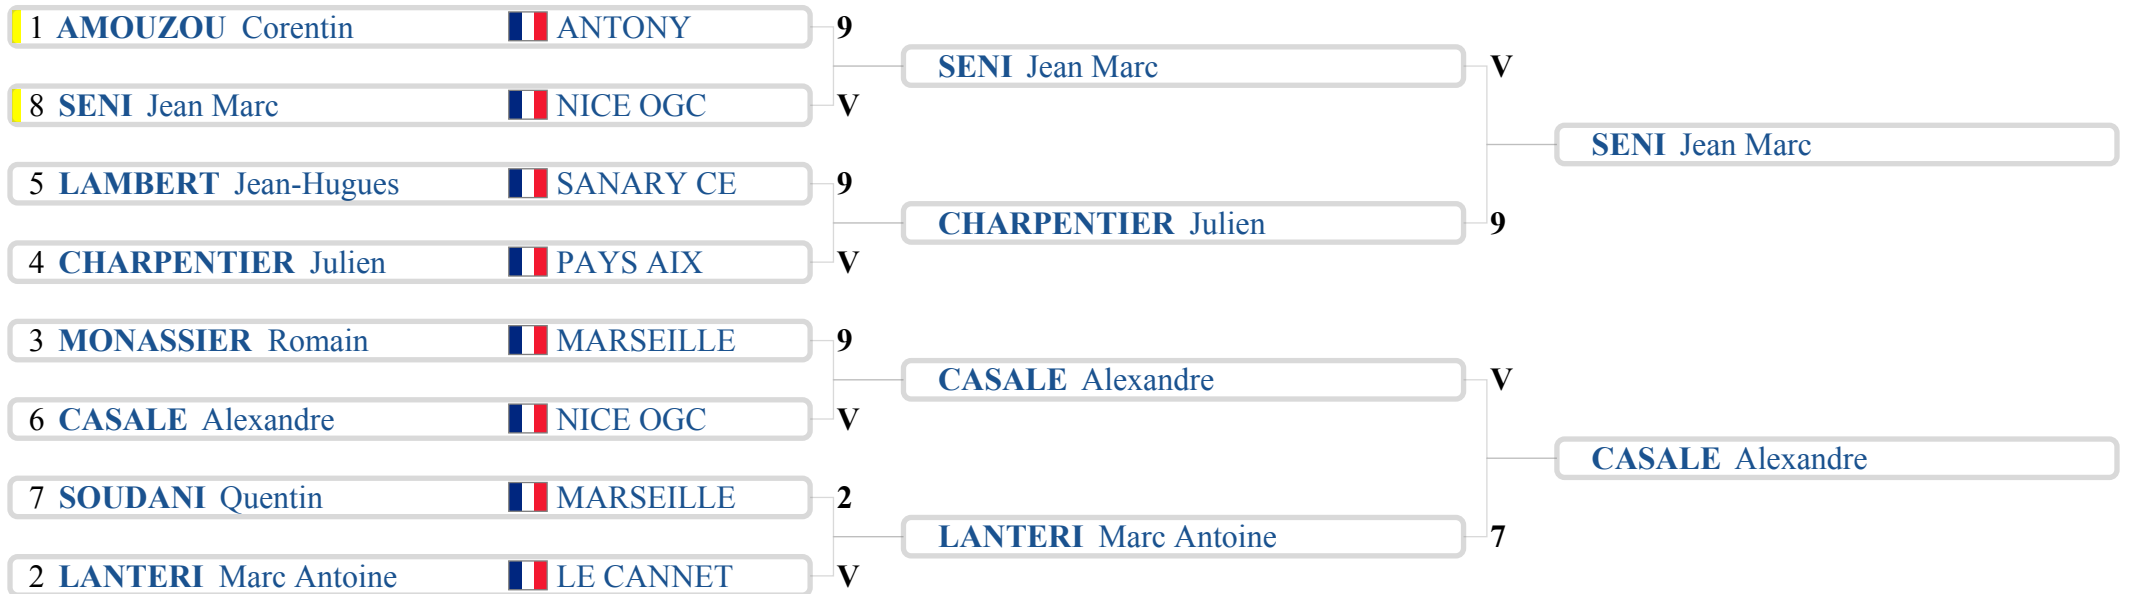 1 AMOUZOU Corentin ANTONY 9
SENI Jean Marc V
8 SENI Jean Marc NICE OGC V
SENI Jean Marc
5 LAMBERT Jean-Hugues SANARY CE 9
CHARPENTIER Julien 9
4 CHARPENTIER Julien PAYS AIX V
3 MONASSIER Romain MARSEILLE 9
CASALE Alexandre V
6 CASALE Alexandre NICE OGC V
CASALE Alexandre
7 SOUDANI Quentin MARSEILLE 2
LANTERI Marc Antoine 7
2 LANTERI Marc Antoine LE CANNET V